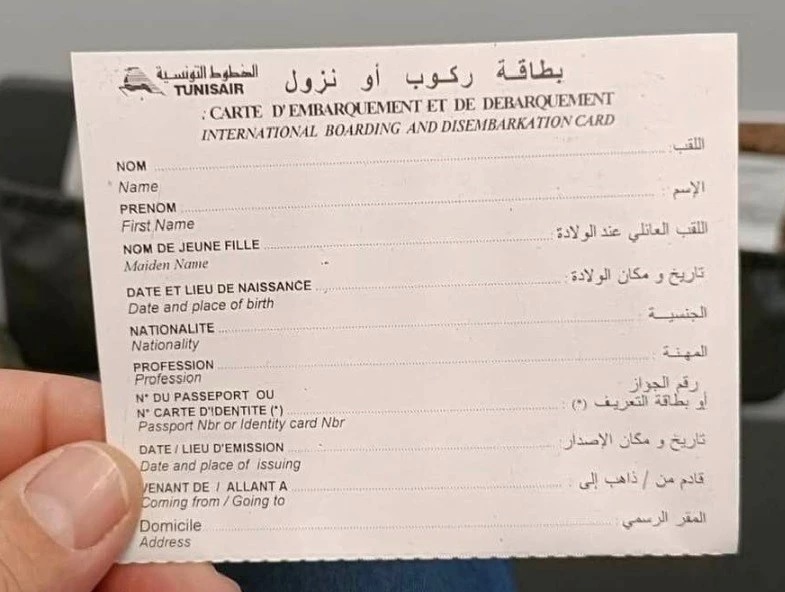 الخطوط التونسية
TUNISAIR
بطاقة ركوب أو نزول
: CARTE D'EMBARQUEMENT ET DE DEBARQUEMENT
INTERNATIONAL BOARDING AND DISEMBARKATION CARD
NOM ........ اللقب:
Name
PRENOM ........ الإسم:
First Name
NOM DE JEUNE FILLE ........ اللقب العائلي عند الولادة:
Maiden Name
DATE ET LIEU DE NAISSANCE ........ تاريخ و مكان الولادة:
Date and place of birth
NATIONALITE ........ الجنسية:
Nationality
PROFESSION ........ المهنة:
Profession
N° DU PASSEPORT OU رقم الجواز
N° CARTE D'IDENTITE (*) ........ أو بطاقة التعريف (*) :
Passport Nbr or Identity card Nbr
DATE / LIEU D'EMISSION ........ تاريخ و مكان الإصدار:
Date and place of issuing
VENANT DE / ALLANT A ........ قادم من / ذاهب إلى :
Coming from / Going to
Domicile ........ المقر الرسمي:
Address